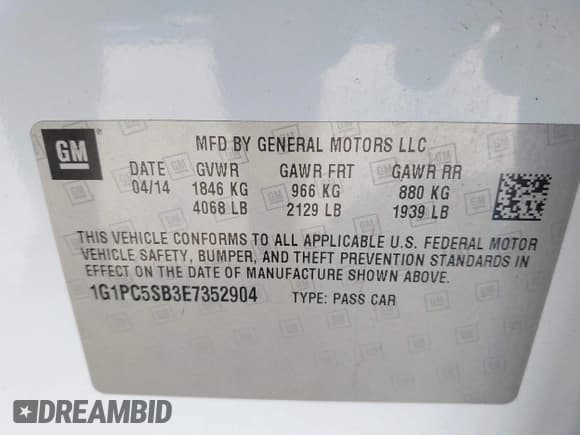 GM
MFD BY GENERAL MOTORS LLC
DATE GVWR GAWR FRT GAWR RR
04/14 1846 KG 966 KG 880 KG
4068 LB 2129 LB 1939 LB
THIS VEHICLE CONFORMS TO ALL APPLICABLE U.S. FEDERAL MOTOR
VEHICLE SAFETY, BUMPER, AND THEFT PREVENTION STANDARDS IN
EFFECT ON THE DATE OF MANUFACTURE SHOWN ABOVE.
1G1PC5SB3E7352904 TYPE: PASS CAR
DREAMBID